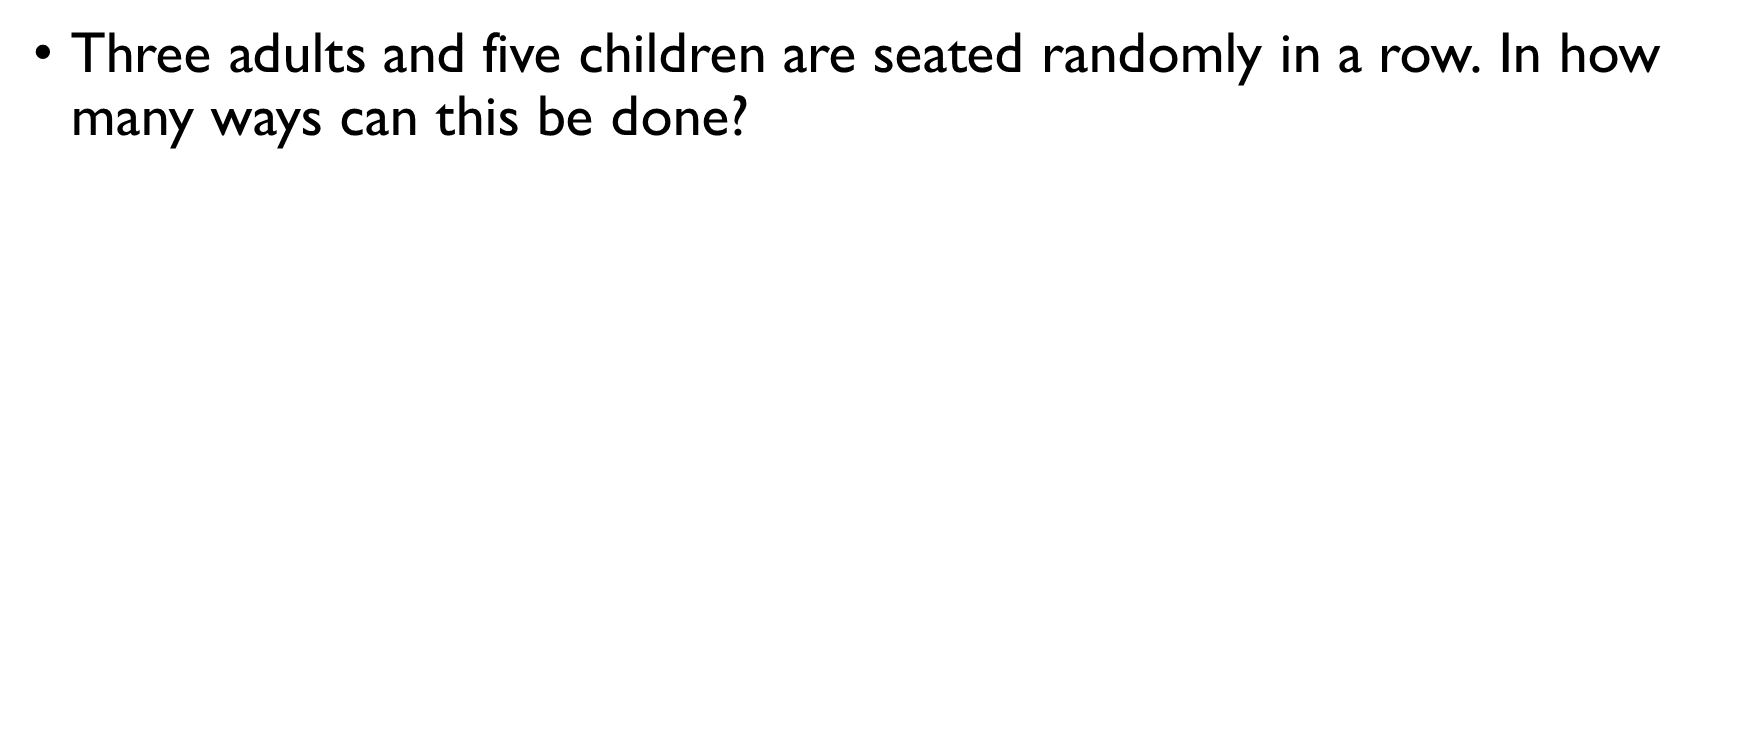 • Three adults and five children are seated randomly in a row. In how
many ways can this be done?